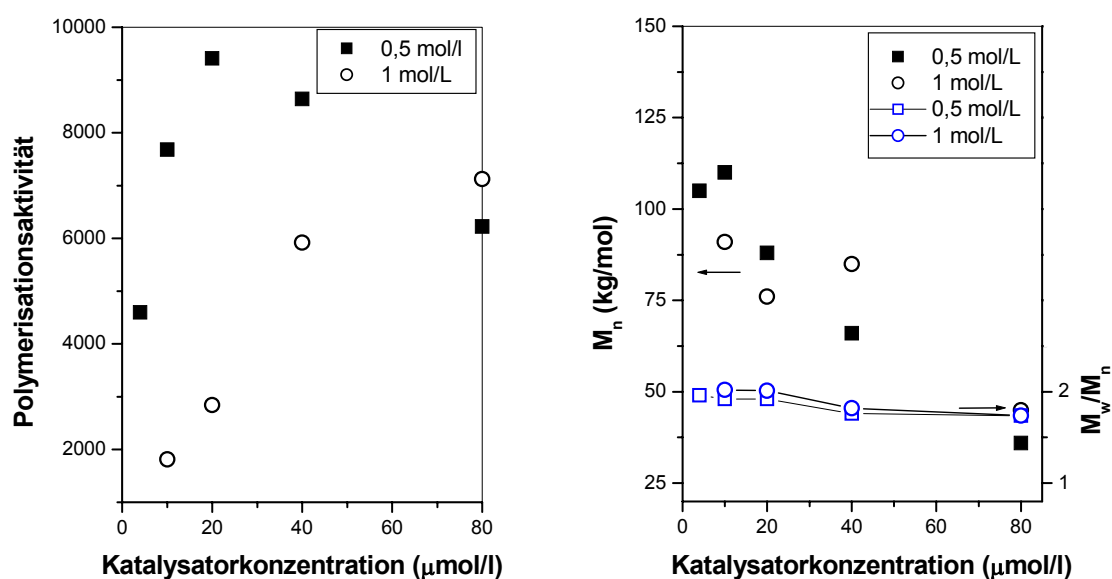 10000
8000
6000
4000
2000
0 20 40 60 80
Polymerisationsaktivität
Katalysatorkonzentration (μmol/l)
0,5 mol/l
1 mol/L
150
125
100
75
50
25
0 20 40 60 80
M_n (kg/mol)
Katalysatorkonzentration (μmol/l)
0,5 mol/L
1 mol/L
0,5 mol/L
1 mol/L
2
1
M_w/M_n